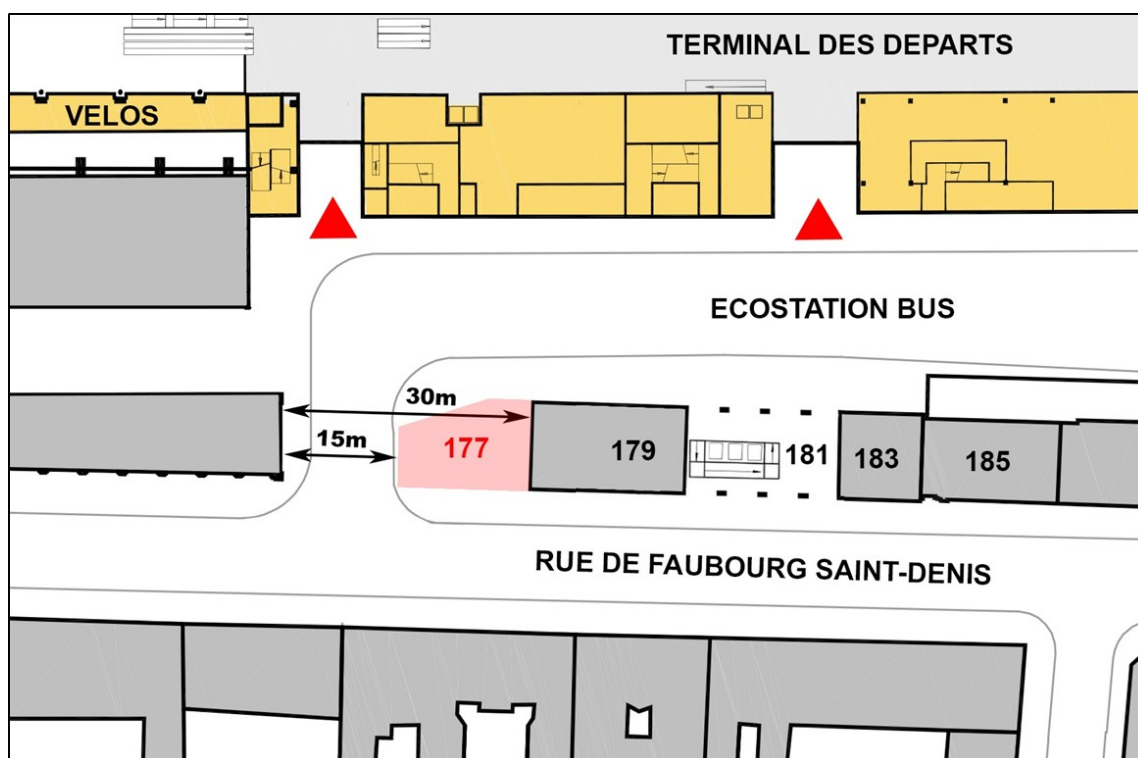 TERMINAL DES DEPARTS
VELOS
ECOSTATION BUS
30m
15m
177
179
181
183
185
RUE DE FAUBOURG SAINT-DENIS